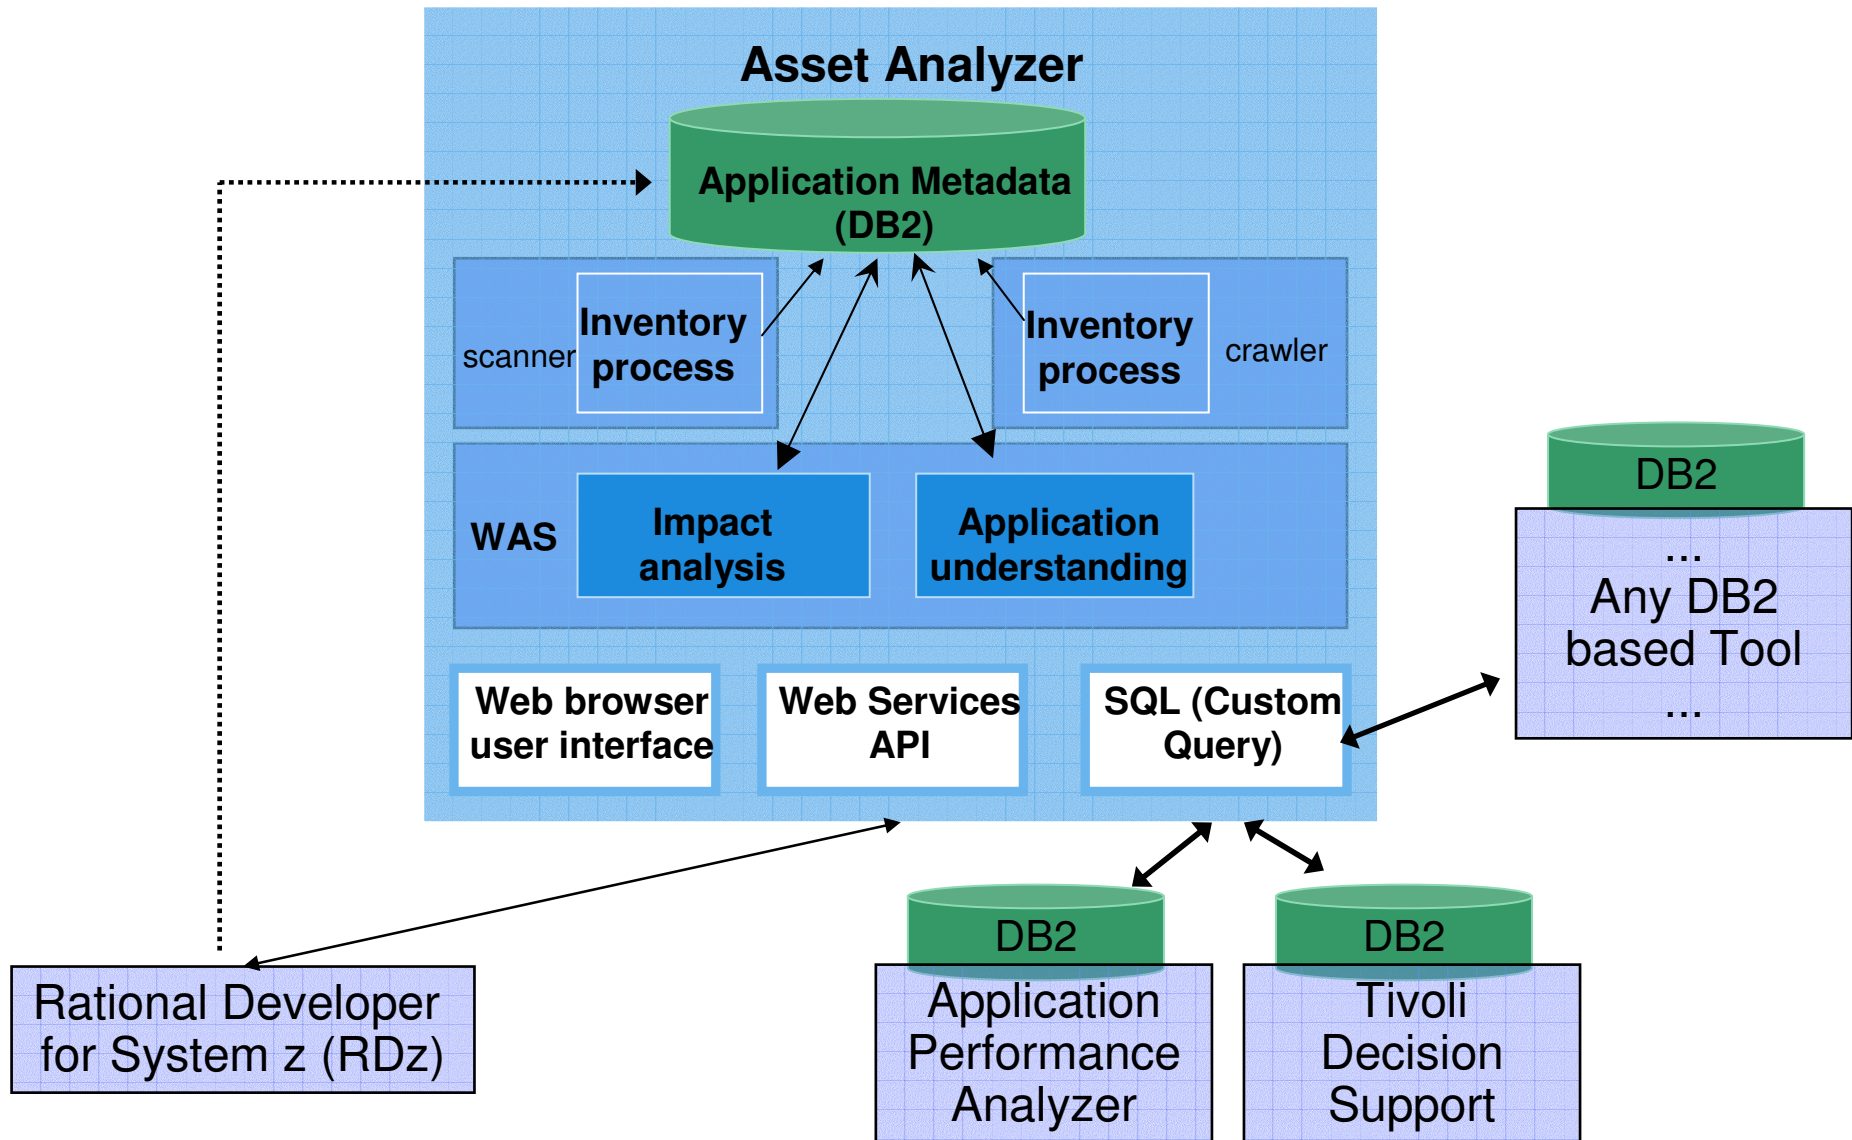 Asset Analyzer
Application Metadata
(DB2)
scanner
Inventory
process
Inventory
process
crawler
WAS
Impact
analysis
Application
understanding
Web browser
user interface
Web Services
API
SQL (Custom
Query)
DB2
...
Any DB2
based Tool
...
Rational Developer
for System z (RDz)
DB2
Application
Performance
Analyzer
DB2
Tivoli
Decision
Support